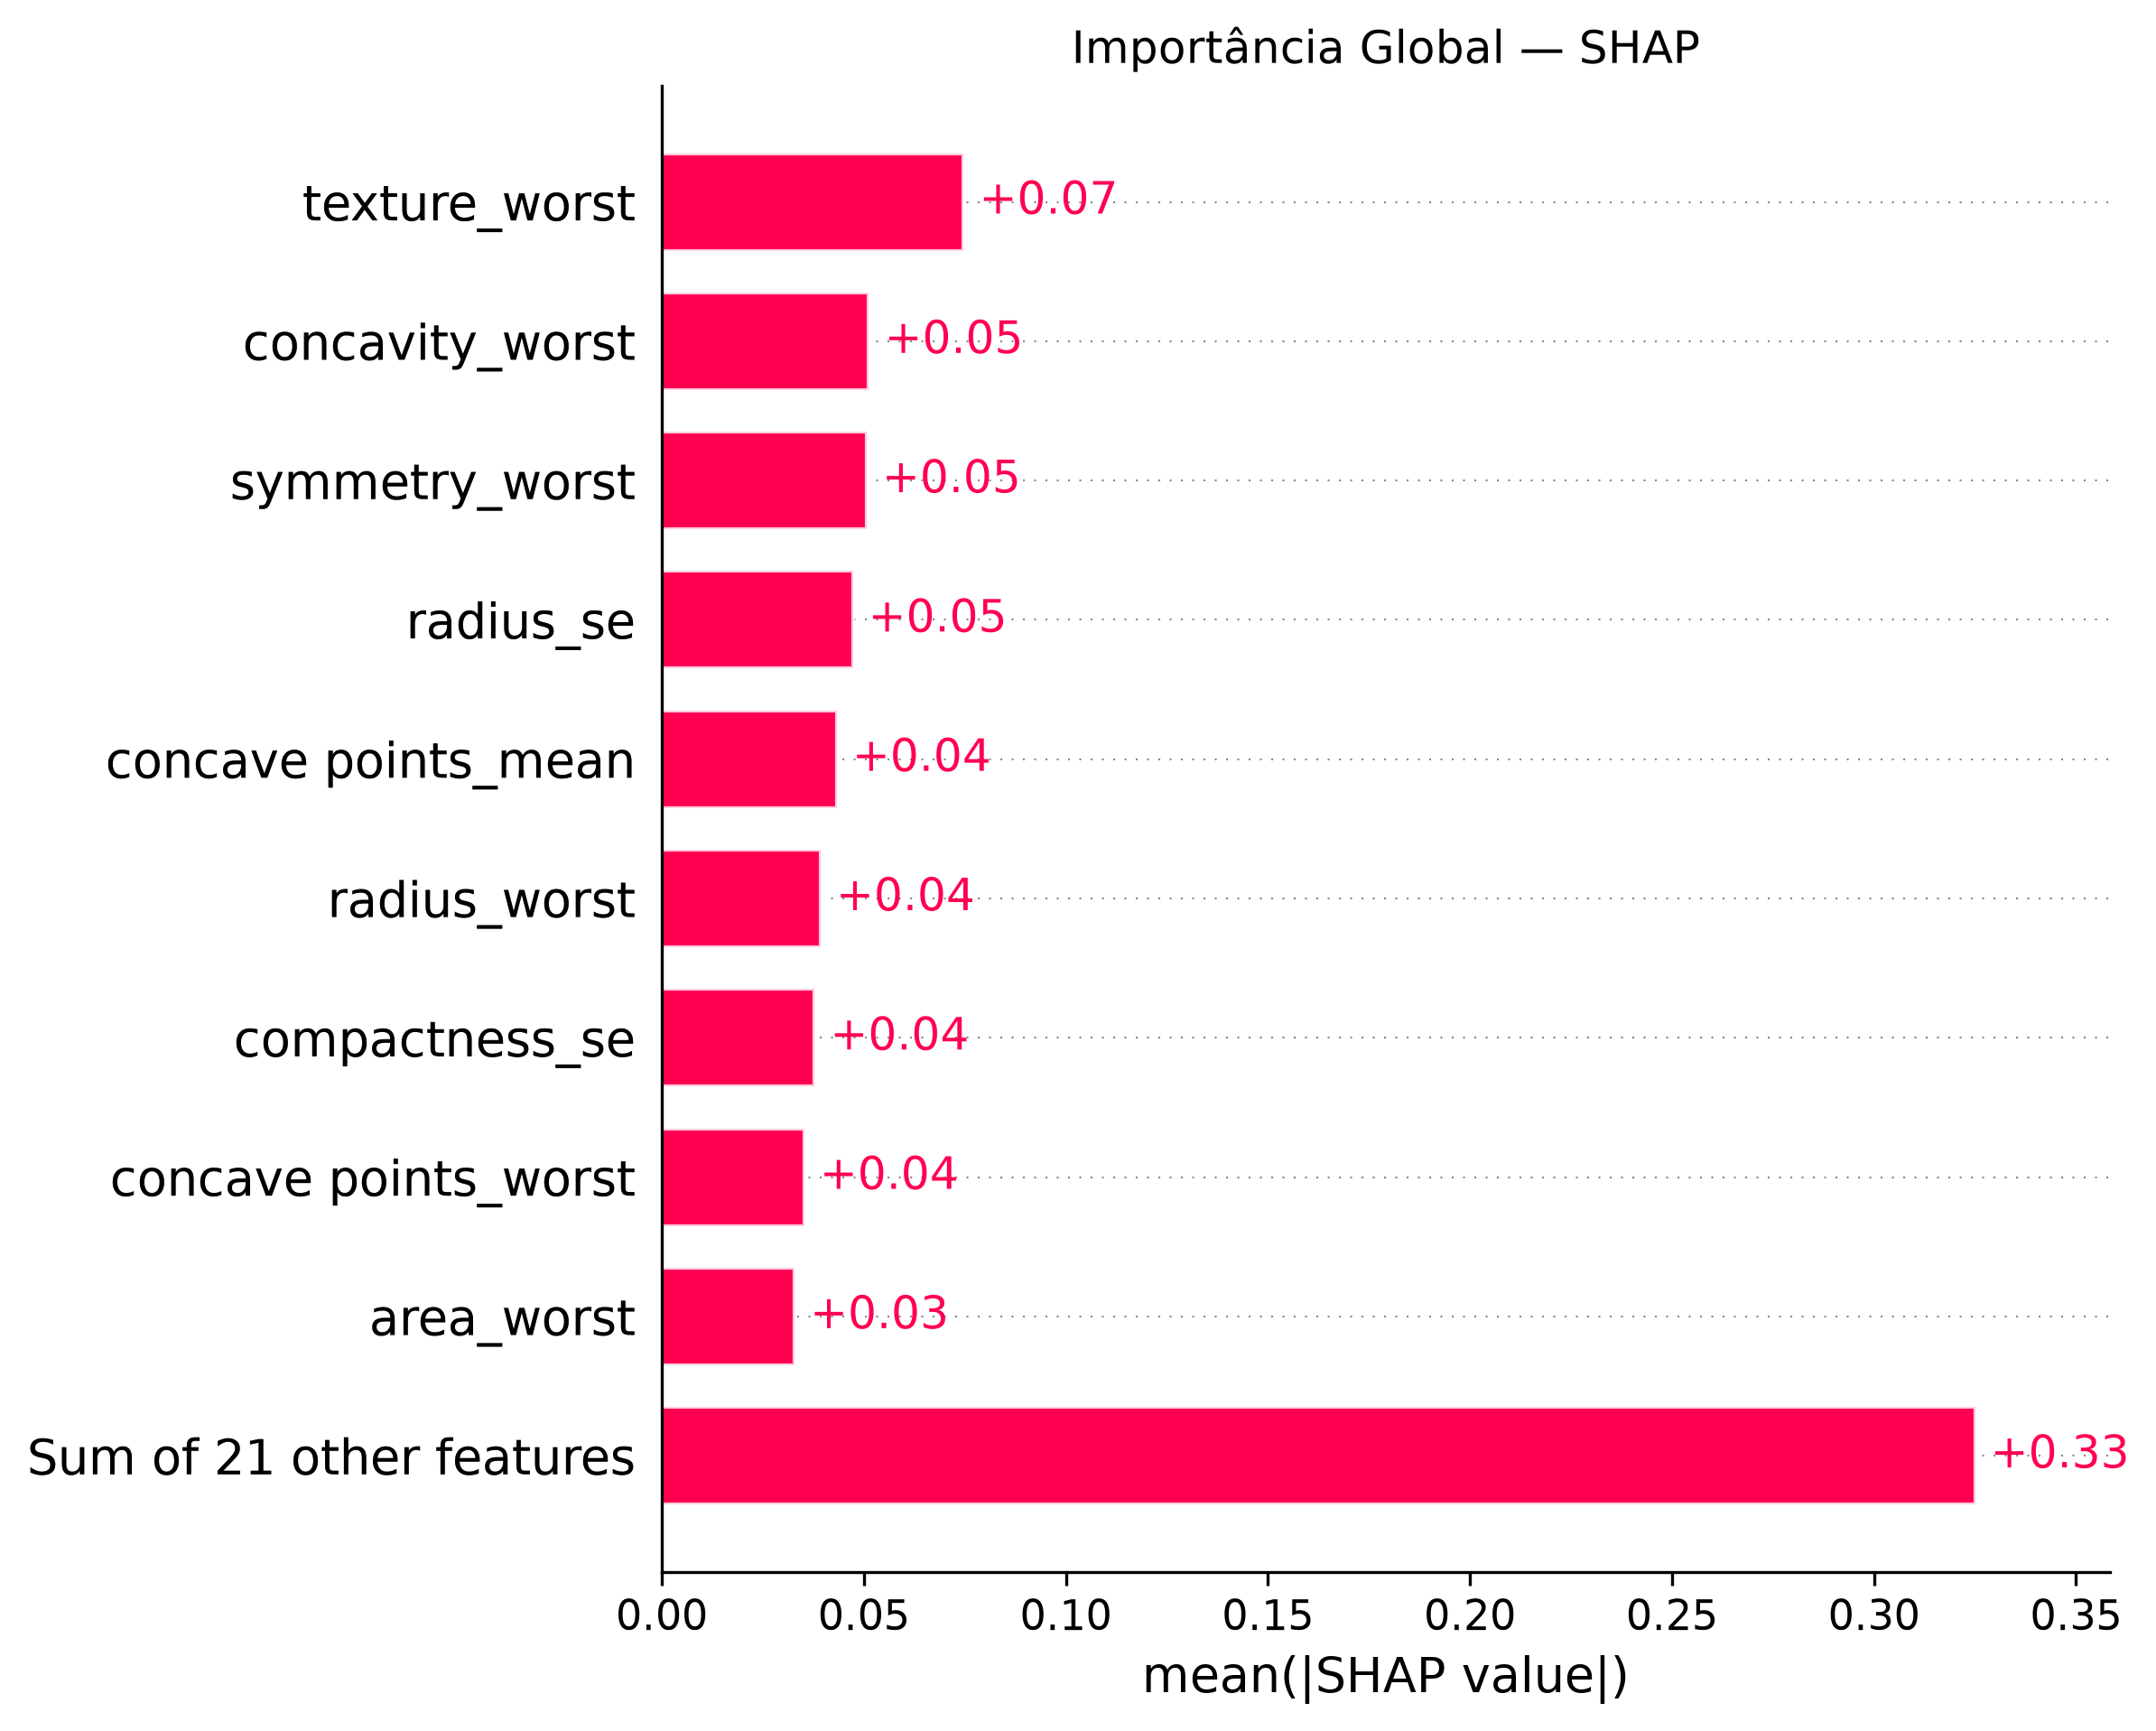 Importância Global — SHAP
texture_worst +0.07
concavity_worst +0.05
symmetry_worst +0.05
radius_se +0.05
concave points_mean +0.04
radius_worst +0.04
compactness_se +0.04
concave points_worst +0.04
area_worst +0.03
Sum of 21 other features +0.33
0.00 0.05 0.10 0.15 0.20 0.25 0.30 0.35
mean(|SHAP value|)